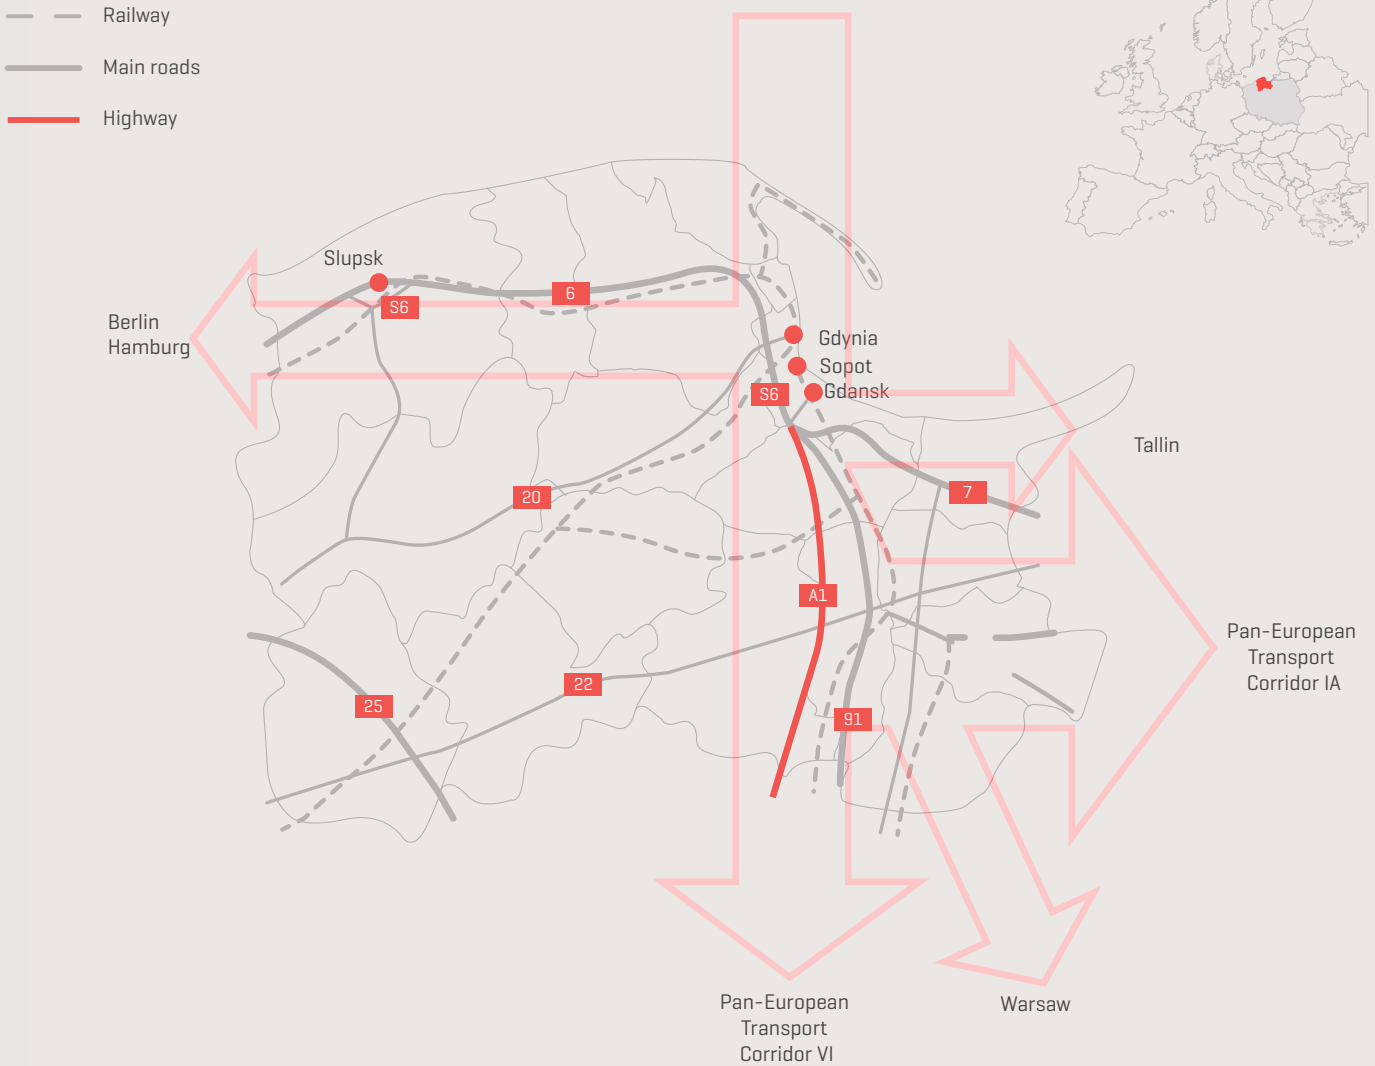 Railway
Main roads
Highway
Slupsk
6
S6
Berlin
Hamburg
Gdynia
Sopot
S6
Gdansk
Tallin
20
7
A1
Pan-European
Transport
Corridor IA
22
25
91
Pan-European
Transport
Corridor VI
Warsaw